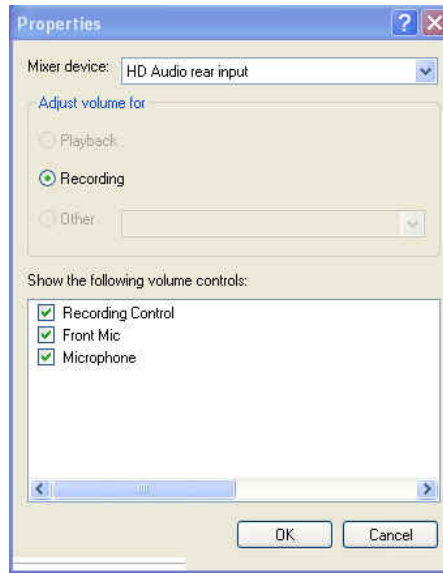 Properties
Mixer device: HD Audio rear input
Adjust volume for
Playback
Recording
Other
Show the following volume controls:
Recording Control
Front Mic
Microphone
OK Cancel